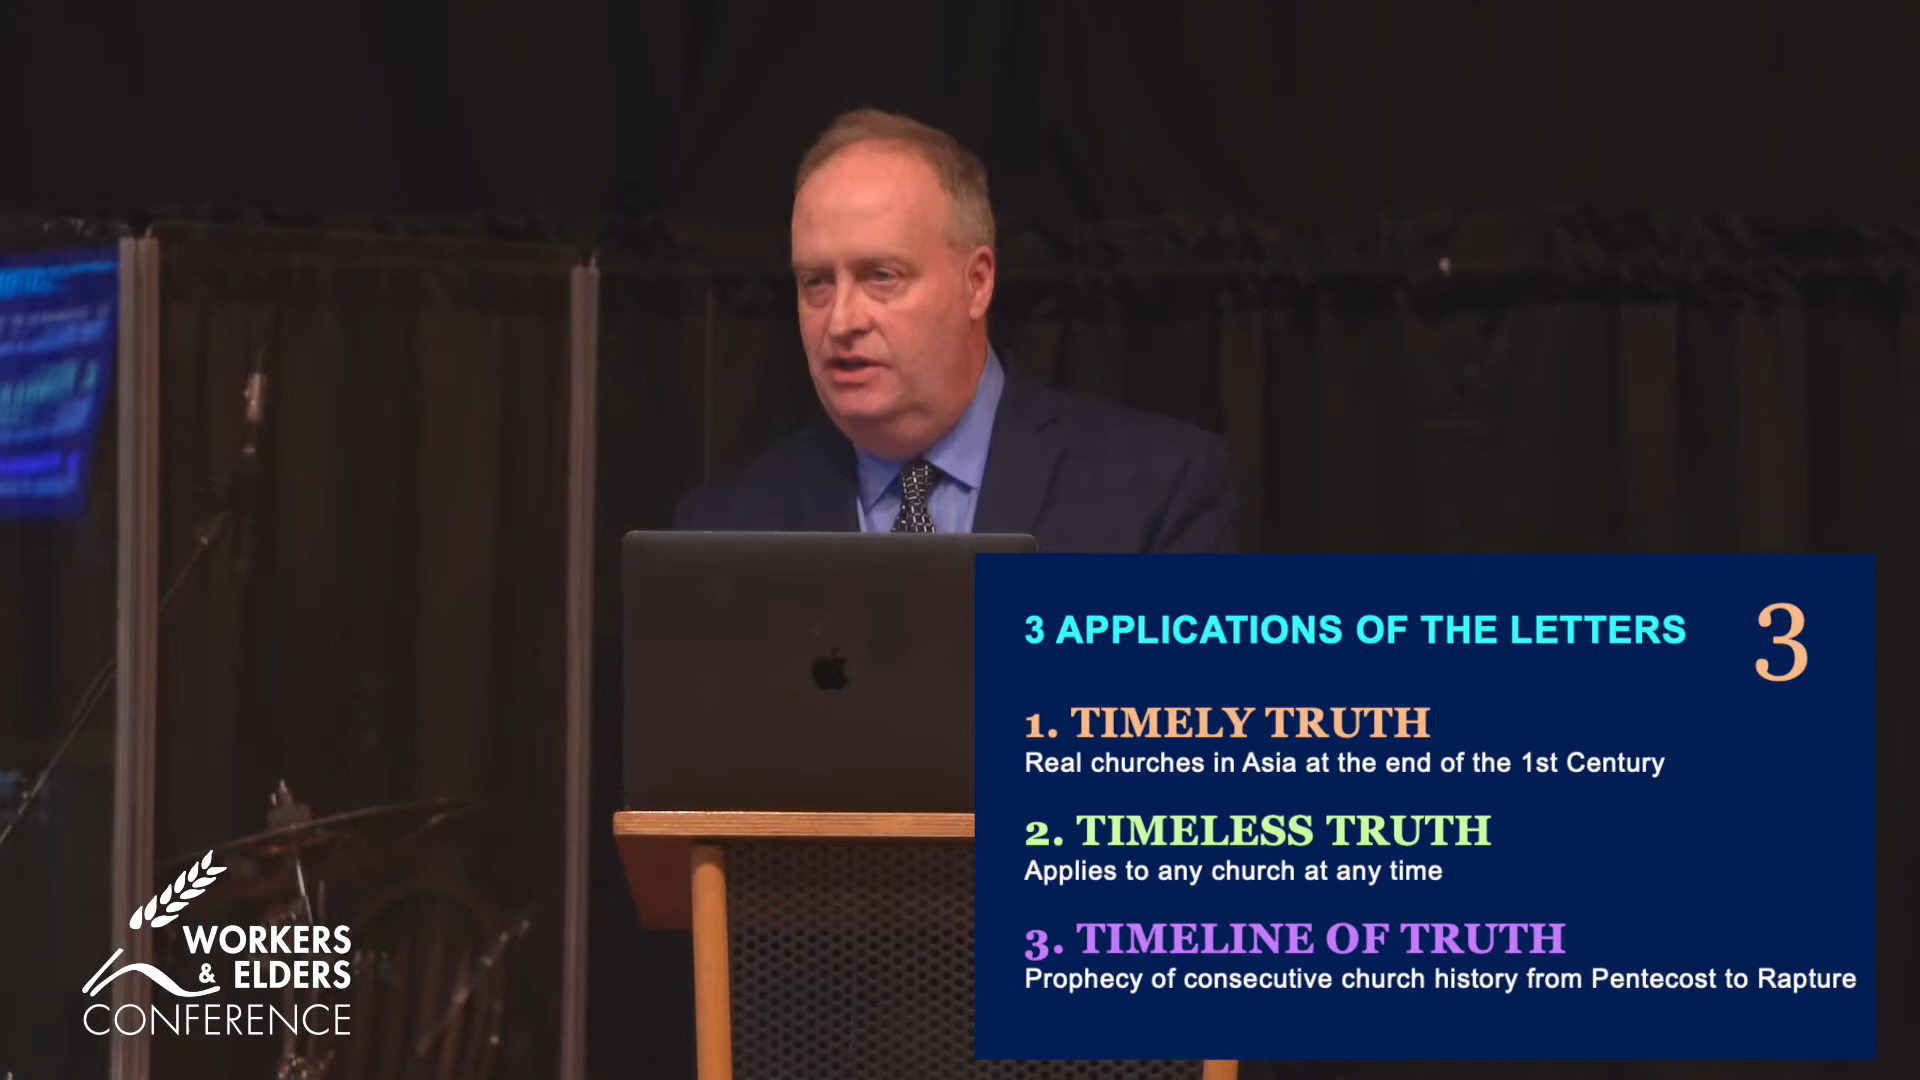 3 APPLICATIONS OF THE LETTERS
3
1. TIMELY TRUTH
Real churches in Asia at the end of the 1st Century
2. TIMELESS TRUTH
Applies to any church at any time
3. TIMELINE OF TRUTH
Prophecy of consecutive church history from Pentecost to Rapture
WORKERS
& ELDERS
CONFERENCE